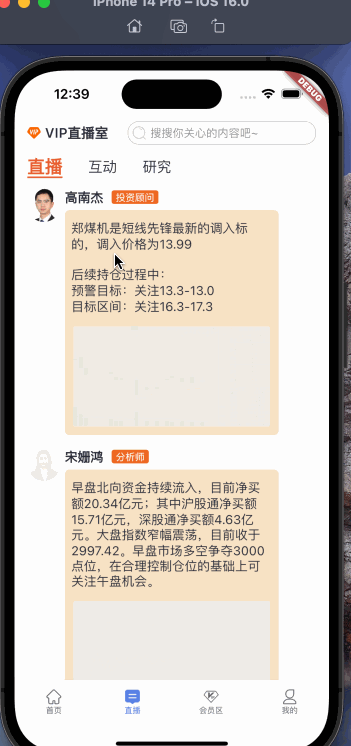 iPhone 14 Pro – iOS 16.0
12:39
DEBUG
VIP直播室
搜搜你关心的内容吧~
直播 互动 研究
高南杰 投资顾问
郑煤机是短线先锋最新的调入标
的，调入价格为13.99
后续持仓过程中：
预警目标：关注13.3-13.0
目标区间：关注16.3-17.3
宋姗鸿 分析师
早盘北向资金持续流入，目前净买
额20.34亿元；其中沪股通净买额
15.71亿元，深股通净买额4.63亿
元。大盘指数窄幅震荡，目前收于
2997.42。早盘市场多空争夺3000
点位，在合理控制仓位的基础上可
关注午盘机会。
首页 直播 会员区 我的